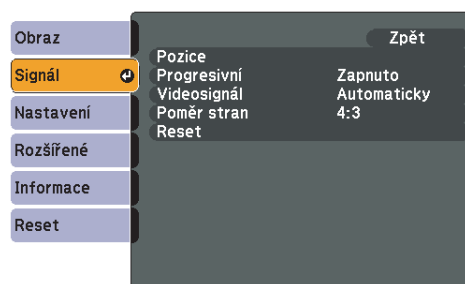 Obraz
Signál
Nastavení
Rozšířené
Informace
Reset
Zpět
Pozice
Progresivní Zapnuto
Videosignál Automaticky
Poměr stran 4:3
Reset